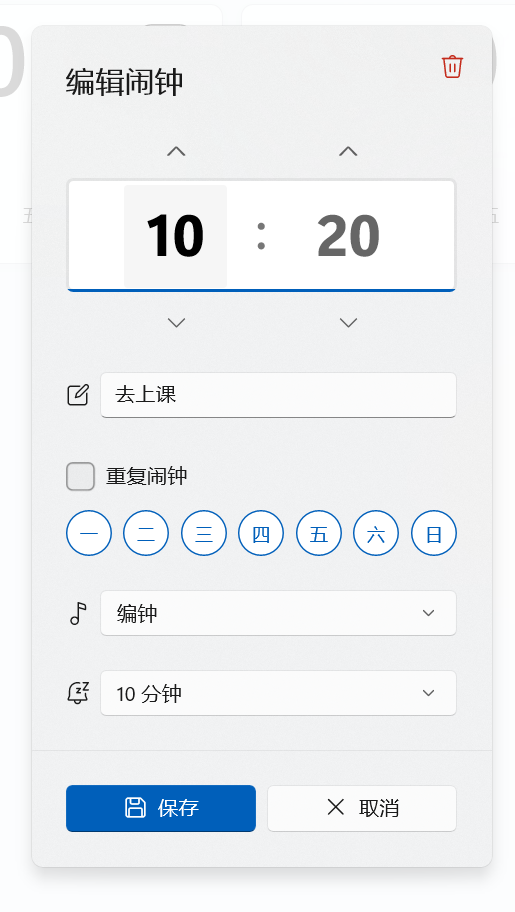 编辑闹钟
10 : 20
去上课
重复闹钟
一 二 三 四 五 六 日
编钟
10 分钟
保存 取消